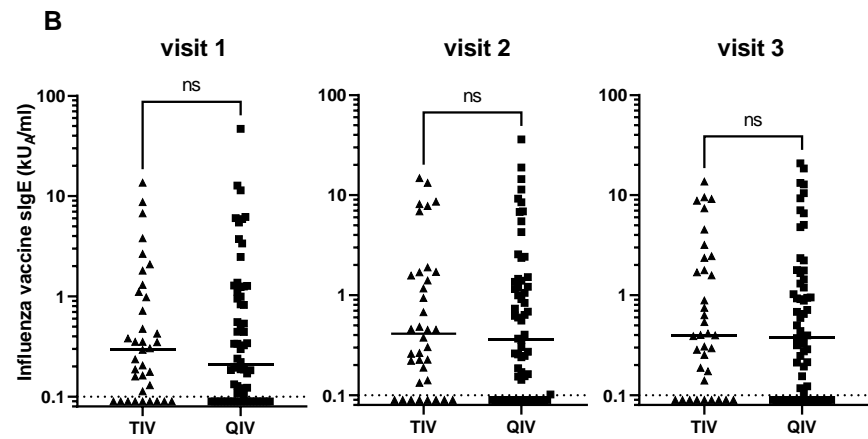 B
visit 1
visit 2
visit 3
ns
ns
ns
Influenza vaccine sIgE (kU_A/ml)
100
10
1
0.1
TIV
QIV
100
10
1
0.1
TIV
QIV
100
10
1
0.1
TIV
QIV